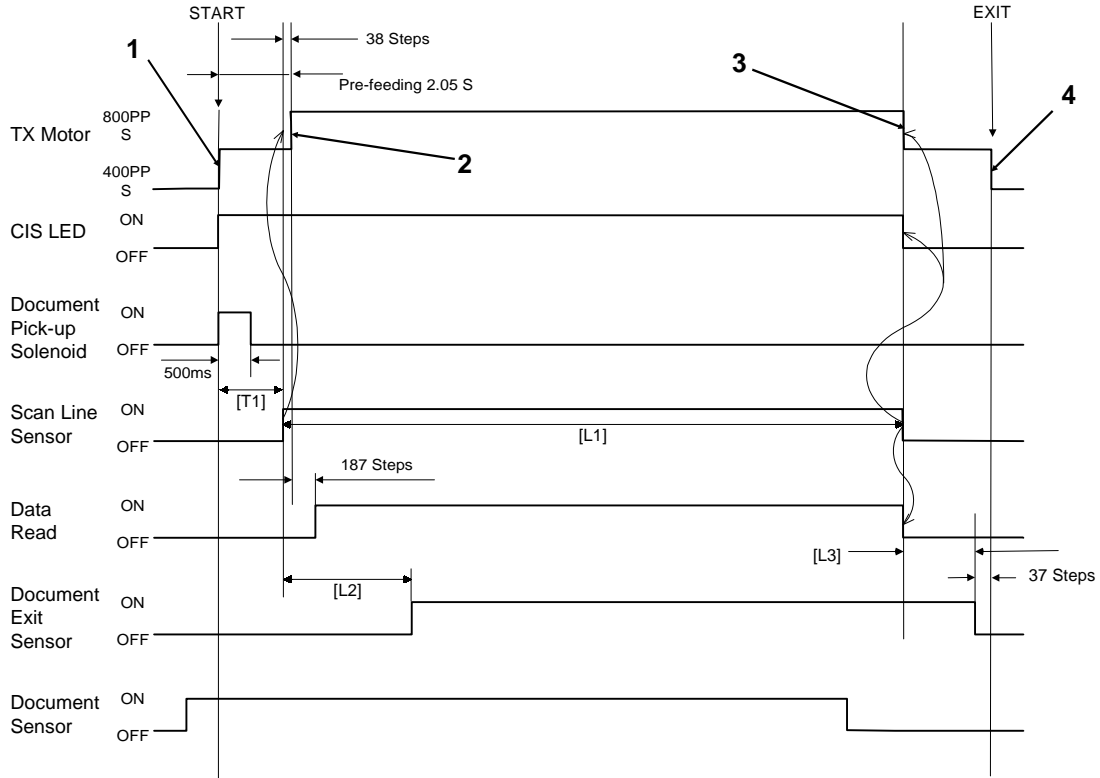 START
EXIT
38 Steps
1
Pre-feeding 2.05 S
3
4
800PP
S
TX Motor
2
400PP
S
ON
CIS LED
OFF
Document
Pick-up
Solenoid
ON
OFF
500ms
[T1]
Scan Line
Sensor
ON
OFF
[L1]
187 Steps
Data
Read
ON
OFF
[L3]
37 Steps
[L2]
Document
Exit
Sensor
ON
OFF
Document
Sensor
ON
OFF